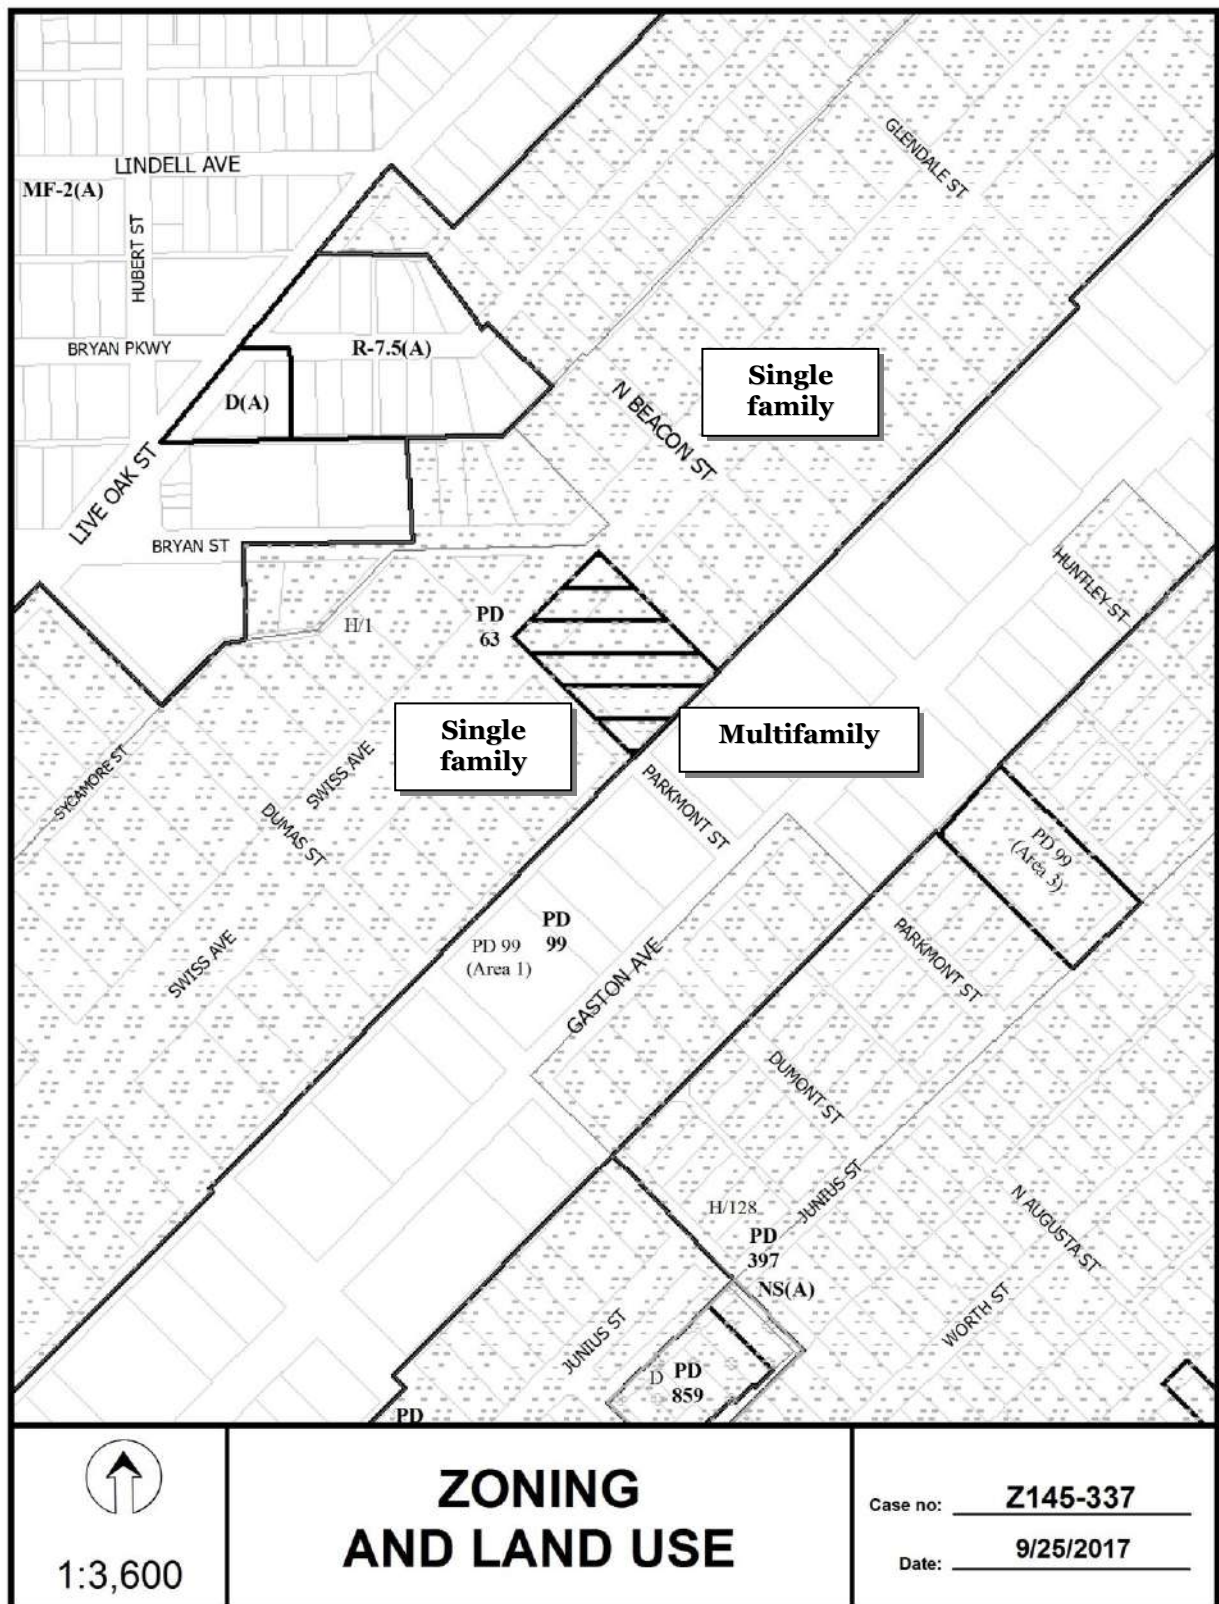 GLENDALE ST
LINDELL AVE
MF-2(A)
HUBERT ST
BRYAN PKWY
R-7.5(A)
D(A)
Single
family
N BEACON ST
LIVE OAK ST
BRYAN ST
HUNTLEY ST
H/1
PD
63
Single
family
Multifamily
SYCAMORE ST
SWISS AVE
DUMAS ST
PARKMONT ST
PD 99
(Area 3)
SWISS AVE
PD 99
(Area 1)
PD
99
GASTON AVE
PARKMONT ST
DUMONT ST
JUNIUS ST
N AUGUSTA ST
H/128
PD
397
NS(A)
WORTH ST
JUNIUS ST
D
PD
859
PD
1:3,600
ZONING
AND LAND USE
Case no: Z145-337
Date: 9/25/2017